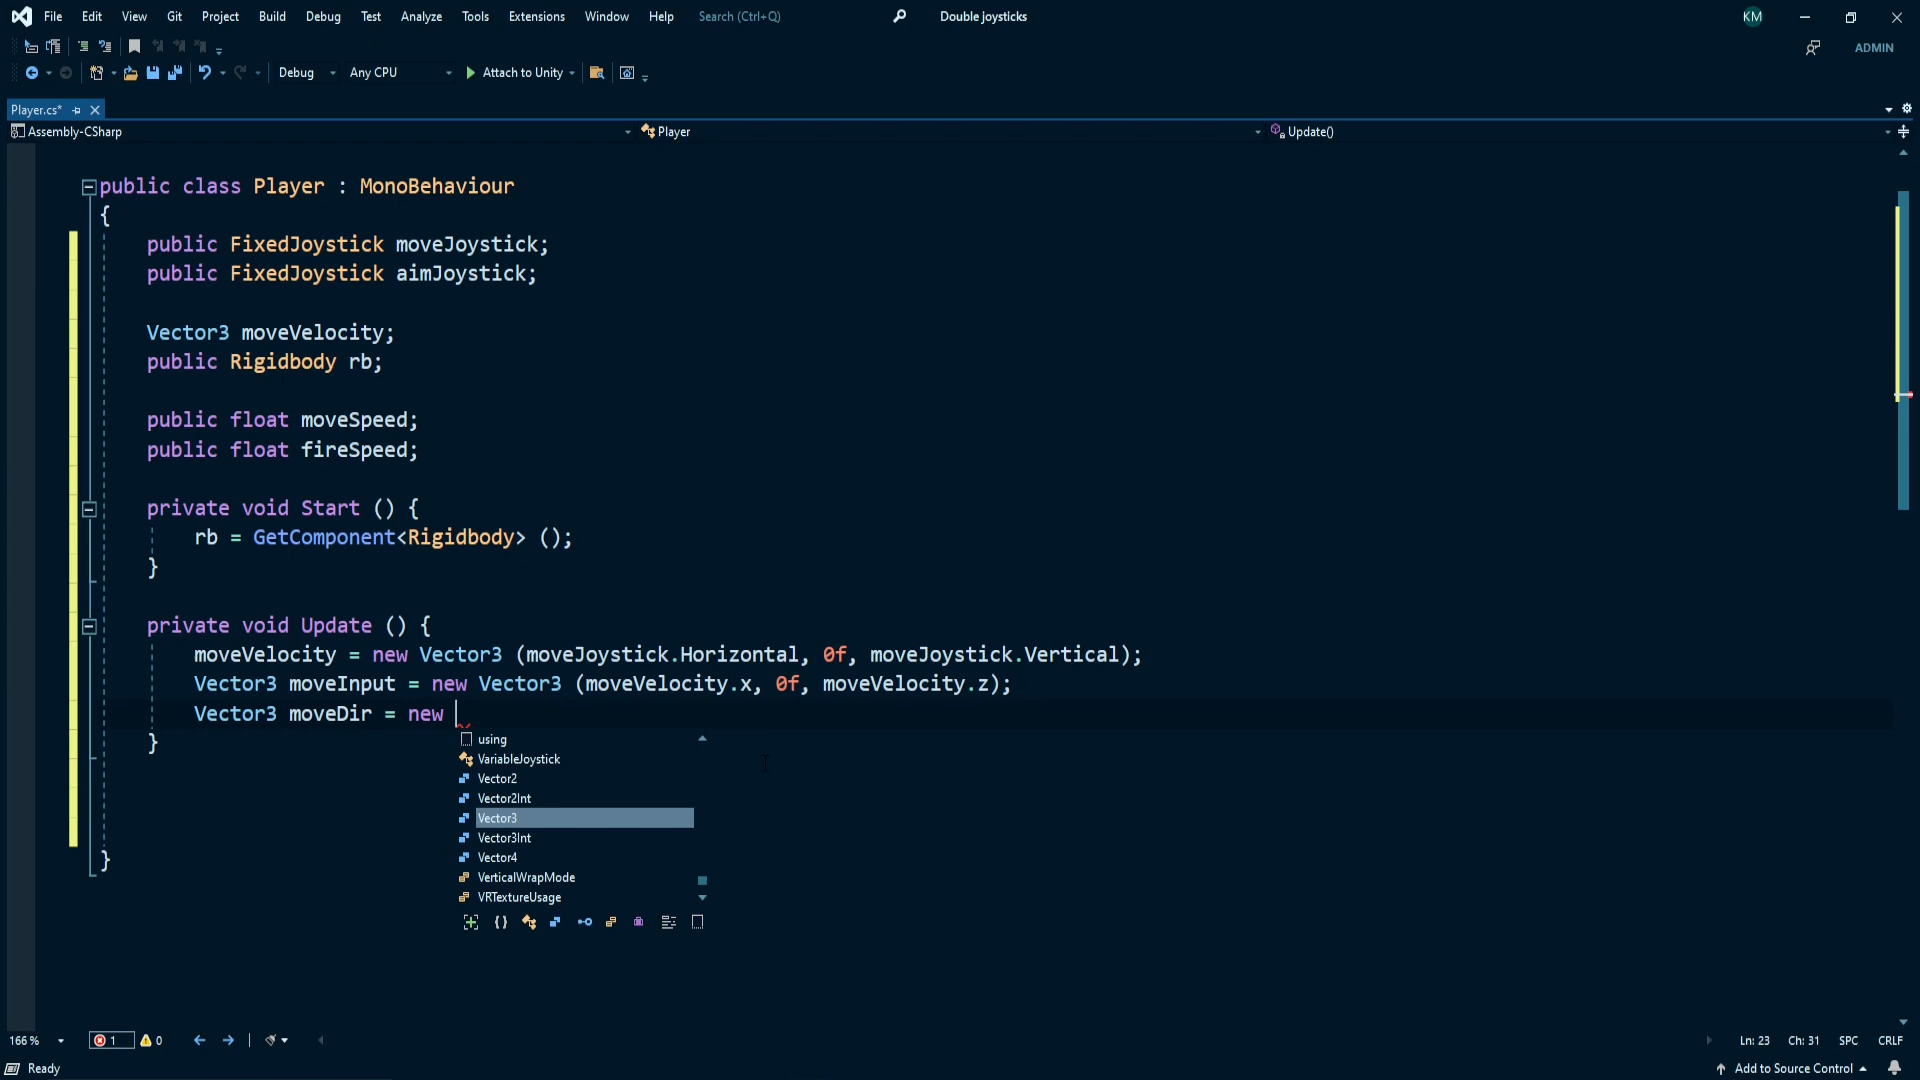 File Edit View Git Project Build Debug Test Analyze Tools Extensions Window Help Search (Ctrl+Q) Double Joysticks KM
ADMIN
Debug Any CPU Attach to Unity
Player.cs*
Assembly-CSharp Player Update()
public class Player : MonoBehaviour
{
public FixedJoystick moveJoystick;
public FixedJoystick aimJoystick;
Vector3 moveVelocity;
public Rigidbody rb;
public float moveSpeed;
public float fireSpeed;
private void Start () {
rb = GetComponent<Rigidbody> ();
}
private void Update () {
moveVelocity = new Vector3 (moveJoystick.Horizontal, 0f, moveJoystick.Vertical);
Vector3 moveInput = new Vector3 (moveVelocity.x, 0f, moveVelocity.z);
Vector3 moveDir = new
}
using
VariableJoystick
Vector2
Vector2Int
Vector3
Vector3Int
Vector4
VerticalWrapMode
VRTextureUsage
}
166 % 1 0 Ln: 23 Ch: 31 SPC CRLF
Ready Add to Source Control